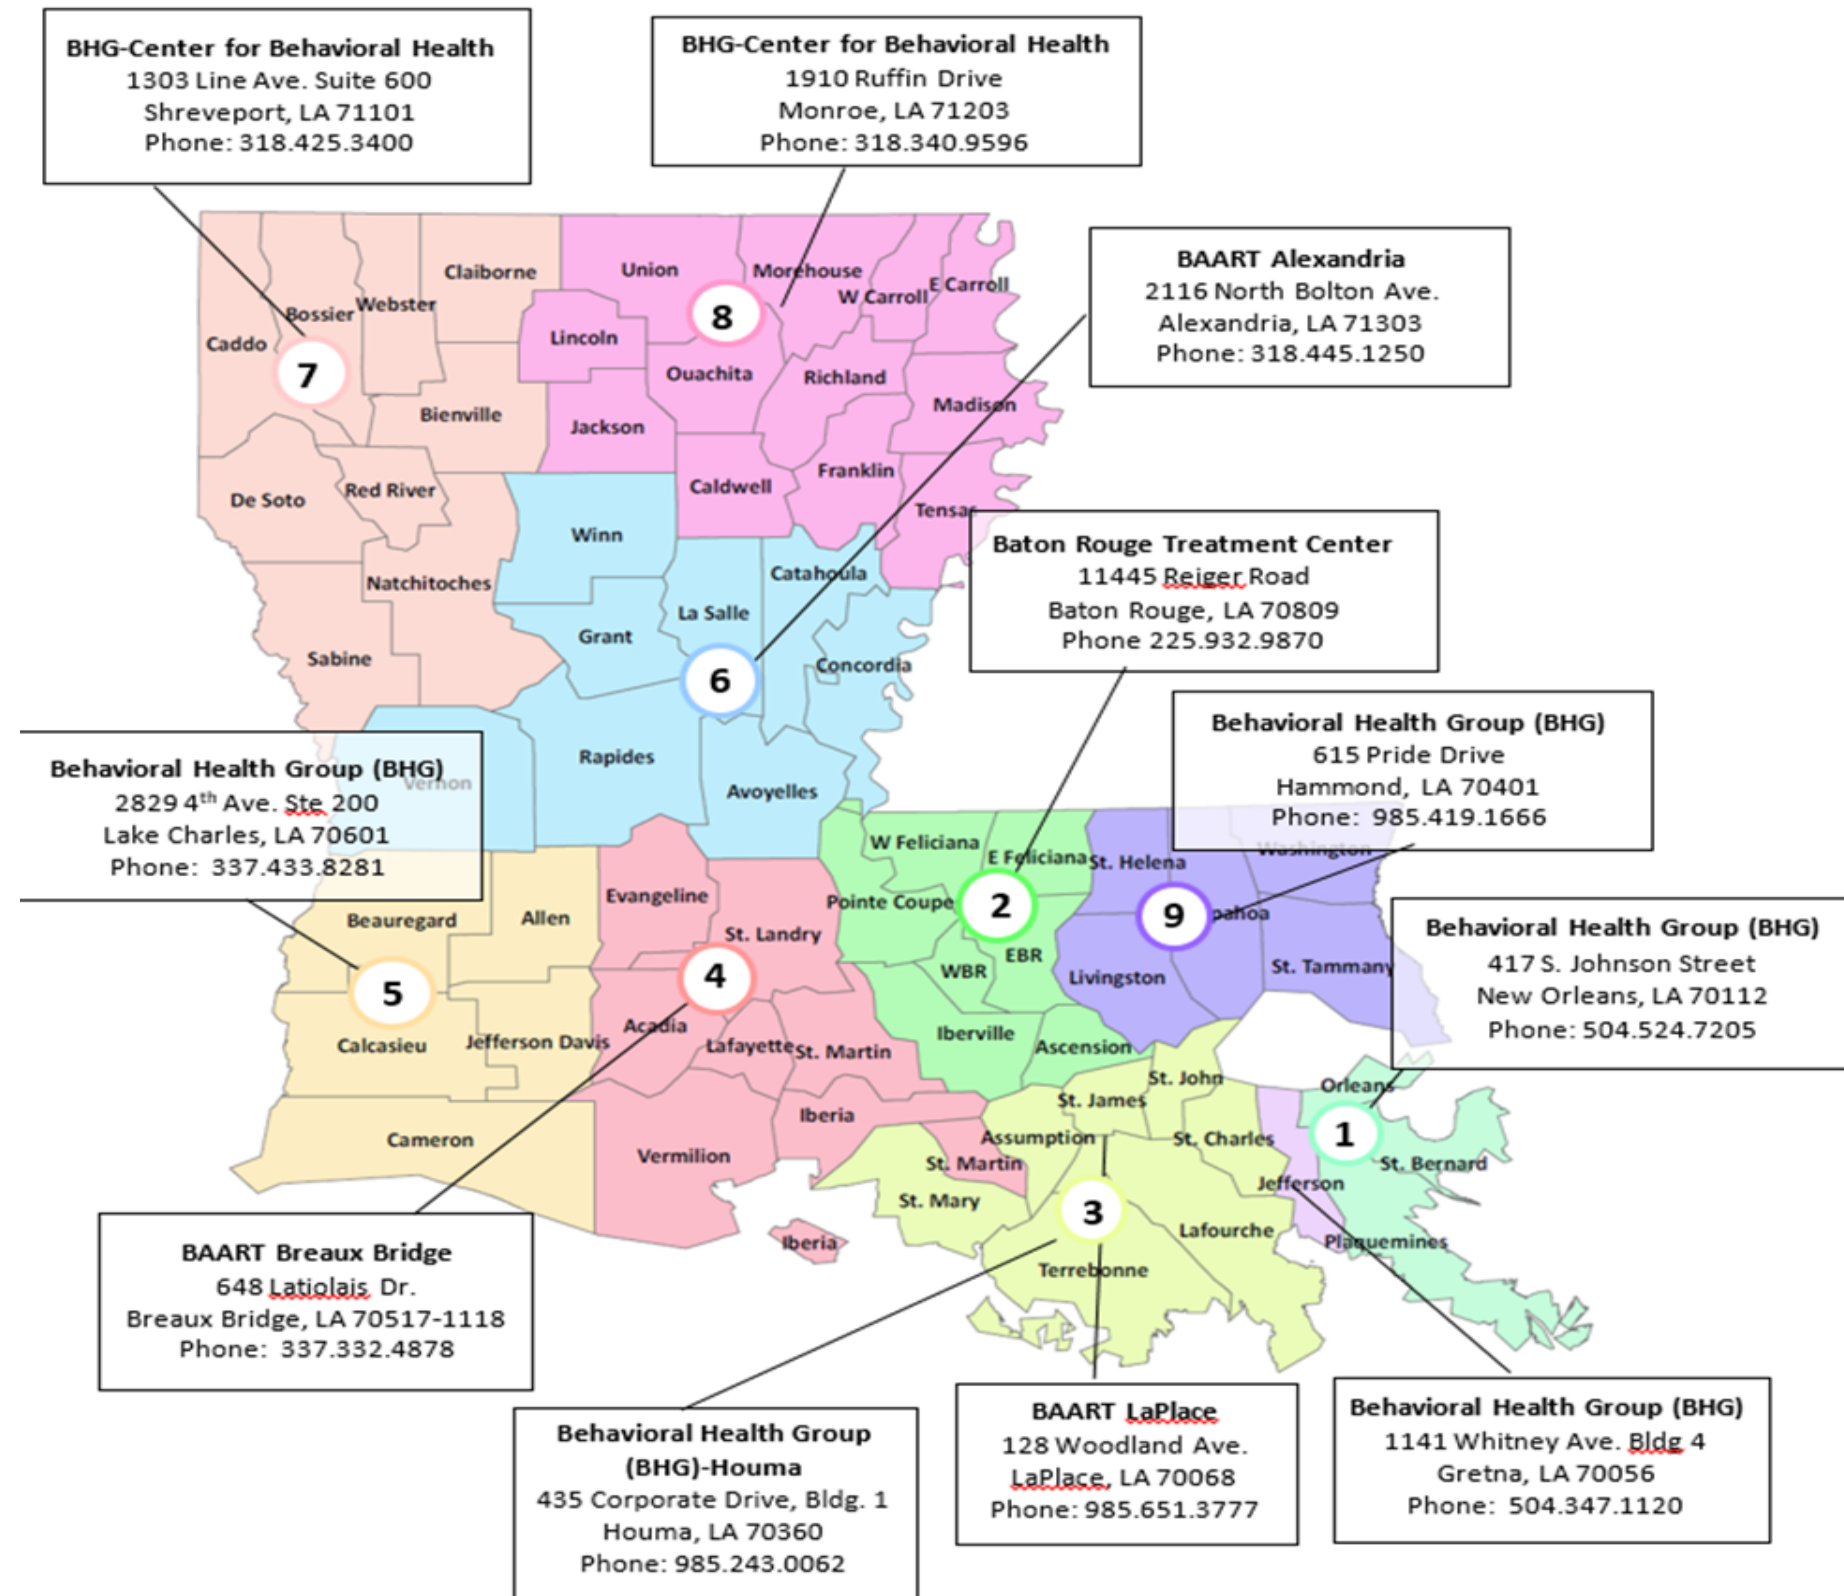 BHG-Center for Behavioral Health
1303 Line Ave. Suite 600
Shreveport, LA 71101
Phone: 318.425.3400
BHG-Center for Behavioral Health
1910 Ruffin Drive
Monroe, LA 71203
Phone: 318.340.9596
BAART Alexandria
2116 North Bolton Ave.
Alexandria, LA 71303
Phone: 318.445.1250
Baton Rouge Treatment Center
11445 Reiger Road
Baton Rouge, LA 70809
Phone 225.932.9870
Behavioral Health Group (BHG)
615 Pride Drive
Hammond, LA 70401
Phone: 985.419.1666
Behavioral Health Group (BHG)
417 S. Johnson Street
New Orleans, LA 70112
Phone: 504.524.7205
Behavioral Health Group (BHG)
2829 4th Ave. Ste 200
Lake Charles, LA 70601
Phone: 337.433.8281
BAART Breaux Bridge
648 Latiolais Dr.
Breaux Bridge, LA 70517-1118
Phone: 337.332.4878
Behavioral Health Group
(BHG)-Houma
435 Corporate Drive, Bldg. 1
Houma, LA 70360
Phone: 985.243.0062
BAART LaPlace
128 Woodland Ave.
LaPlace, LA 70068
Phone: 985.651.3777
Behavioral Health Group (BHG)
1141 Whitney Ave. Bldg 4
Gretna, LA 70056
Phone: 504.347.1120
Caddo
Bossier
Webster
Claiborne
7
Bienville
De Soto
Red River
Natchitoches
Sabine
Union
Morehouse
W Carroll
E Carroll
8
Lincoln
Ouachita
Richland
Madison
Jackson
Caldwell
Franklin
Tensas
Winn
Catahoula
La Salle
Grant
Concordia
6
Vernon
Rapides
Avoyelles
W Feliciana
E Feliciana
Pointe Coupe
2
WBR
EBR
Iberville
Ascension
St. Helena
Washington
9
pahoa
Livingston
St. Tammany
Evangeline
St. Landry
4
Acadia
Lafayette
St. Martin
Iberia
Vermilion
St. Martin
Iberia
Beauregard
Allen
5
Calcasieu
Jefferson Davis
Cameron
St. John
St. James
Assumption
St. Charles
St. Mary
3
Lafourche
Terrebonne
Orleans
1
St. Bernard
Jefferson
Plaquemines